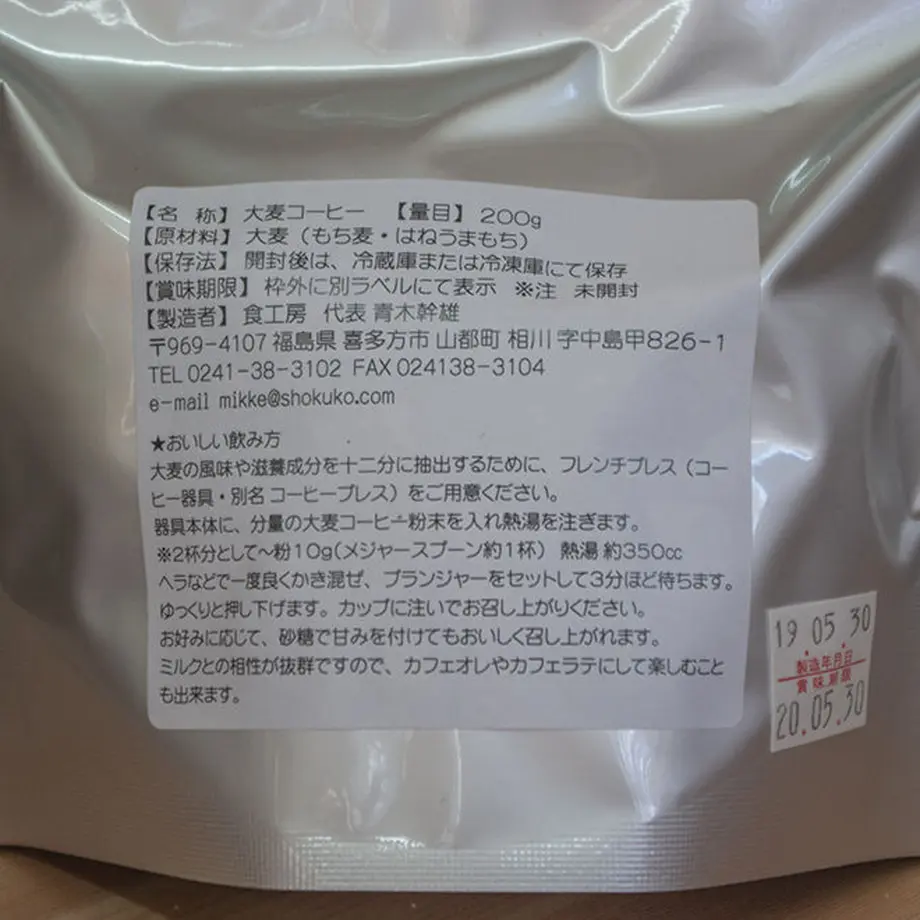 【名 称】 大麦コーヒー 【量目】 200g
【原材料】 大麦（もち麦・はねうまもち）
【保存法】 開封後は、冷蔵庫または冷凍庫にて保存
【賞味期限】 枠外に別ラベルにて表示 ※注 未開封
【製造者】 食工房 代表 青木幹雄
〒969-4107 福島県 喜多方市 山都町 相川 字中島甲826-1
TEL 0241-38-3102 FAX 024138-3104
e-mail mikke@shokuko.com
★おいしい飲み方
大麦の風味や滋養成分を十二分に抽出するために、フレンチプレス（コー
ヒー器具・別名 コーヒープレス）をご用意ください。
器具本体に、分量の大麦コーヒー粉末を入れ熱湯を注ぎます。
※2杯分として～粉10g(メジャースプーン約1杯) 熱湯 約350cc
ヘラなどで一度良くかき混ぜ、プランジャーをセットして3分ほど待ちます。
ゆっくりと押し下げます。カップに注いでお召し上がりください。
お好みに応じて、砂糖で甘みを付けてもおいしく召し上がれます。
ミルクとの相性が抜群ですので、カフェオレやカフェラテにして楽しむこと
も出来ます。
19.05.30
製造年月日
賞味期限
20.05.30